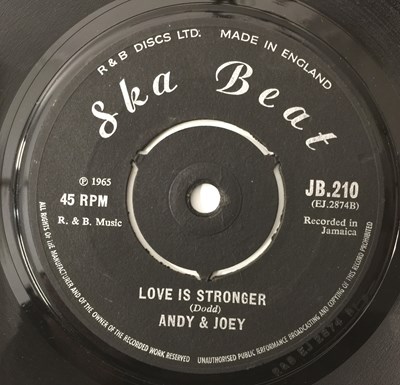 R & B DISCS LTD. MADE IN ENGLAND
Ska Beat
℗ 1965
45 RPM
R. & B. Music
JB.210
(EJ.2874B)
Recorded in
Jamaica
LOVE IS STRONGER
(Dodd)
ANDY & JOEY
ALL RIGHTS OF THE MANUFACTURER AND OF THE OWNER OF THE RECORDED WORK RESERVED UNAUTHORISED PUBLIC PERFORMANCE BROADCASTING AND COPYING OF THIS RECORD PROHIBITED